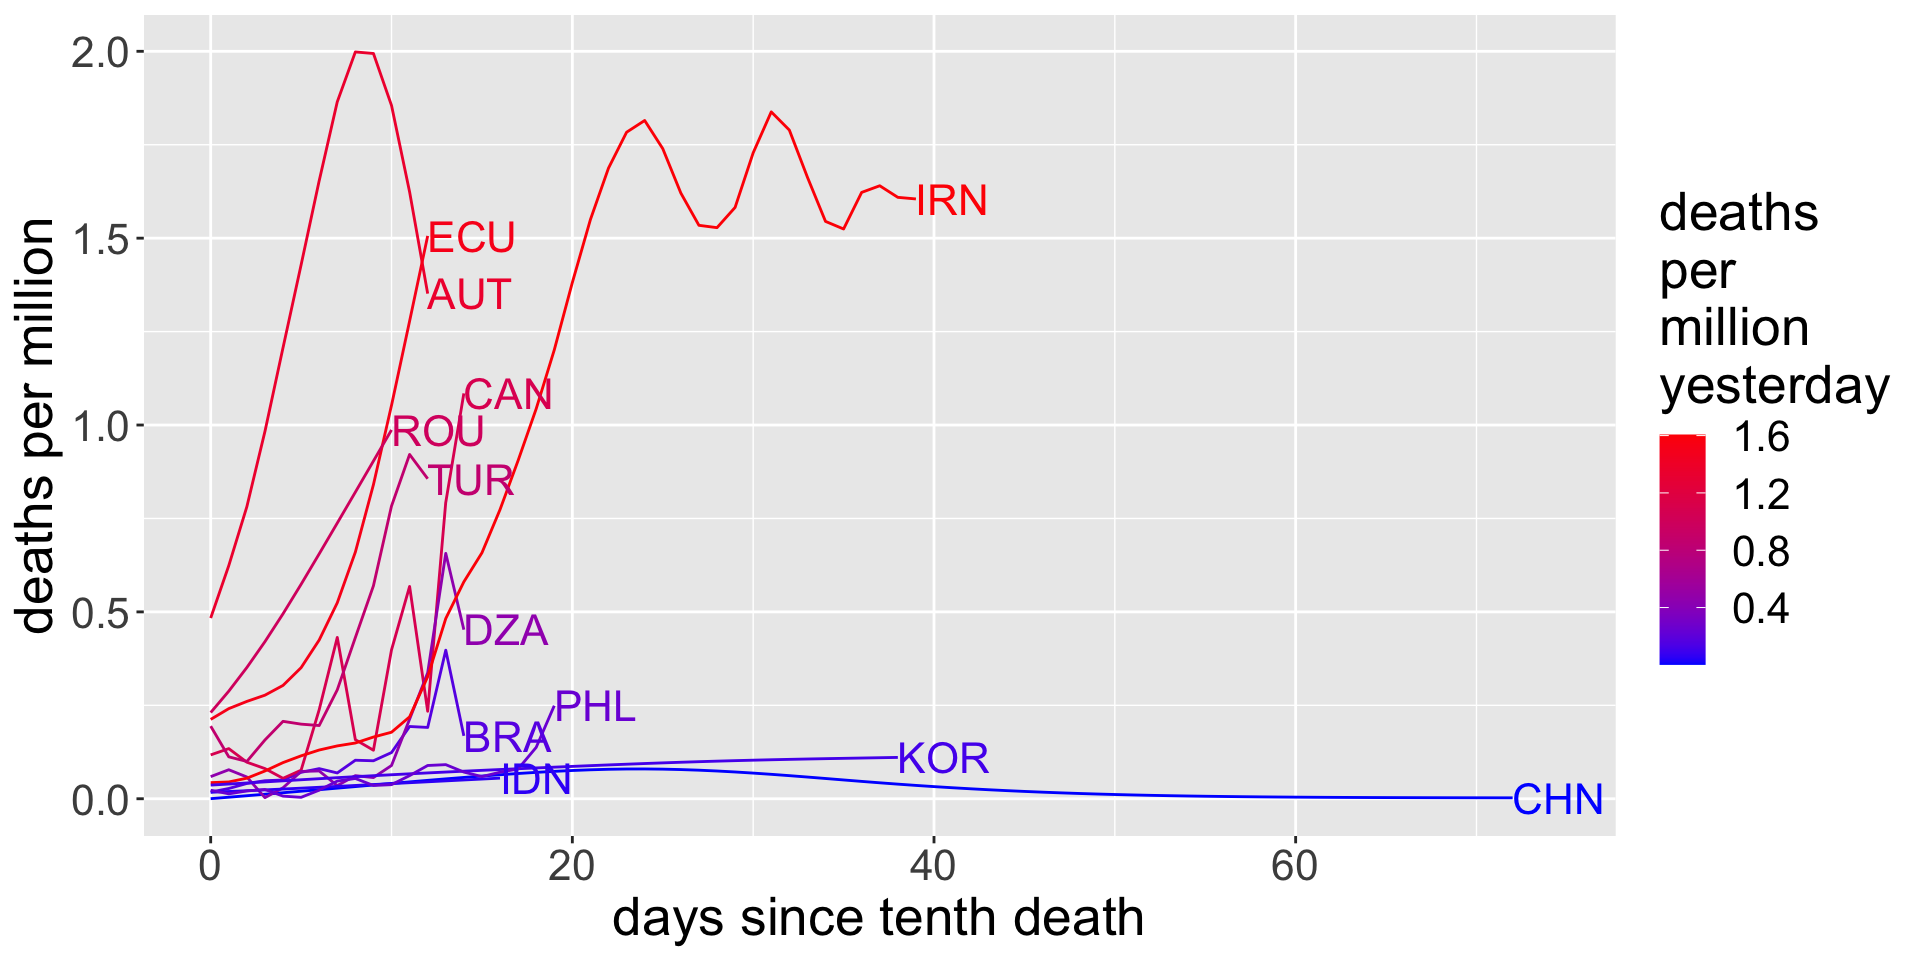 2.0
1.5
1.0
0.5
0.0
deaths per million
0
20
40
60
days since tenth death
IRN
ECU
AUT
CAN
ROU
TUR
DZA
PHL
BRA
KOR
IDN
CHN
deaths
per
million
yesterday
1.6
1.2
0.8
0.4